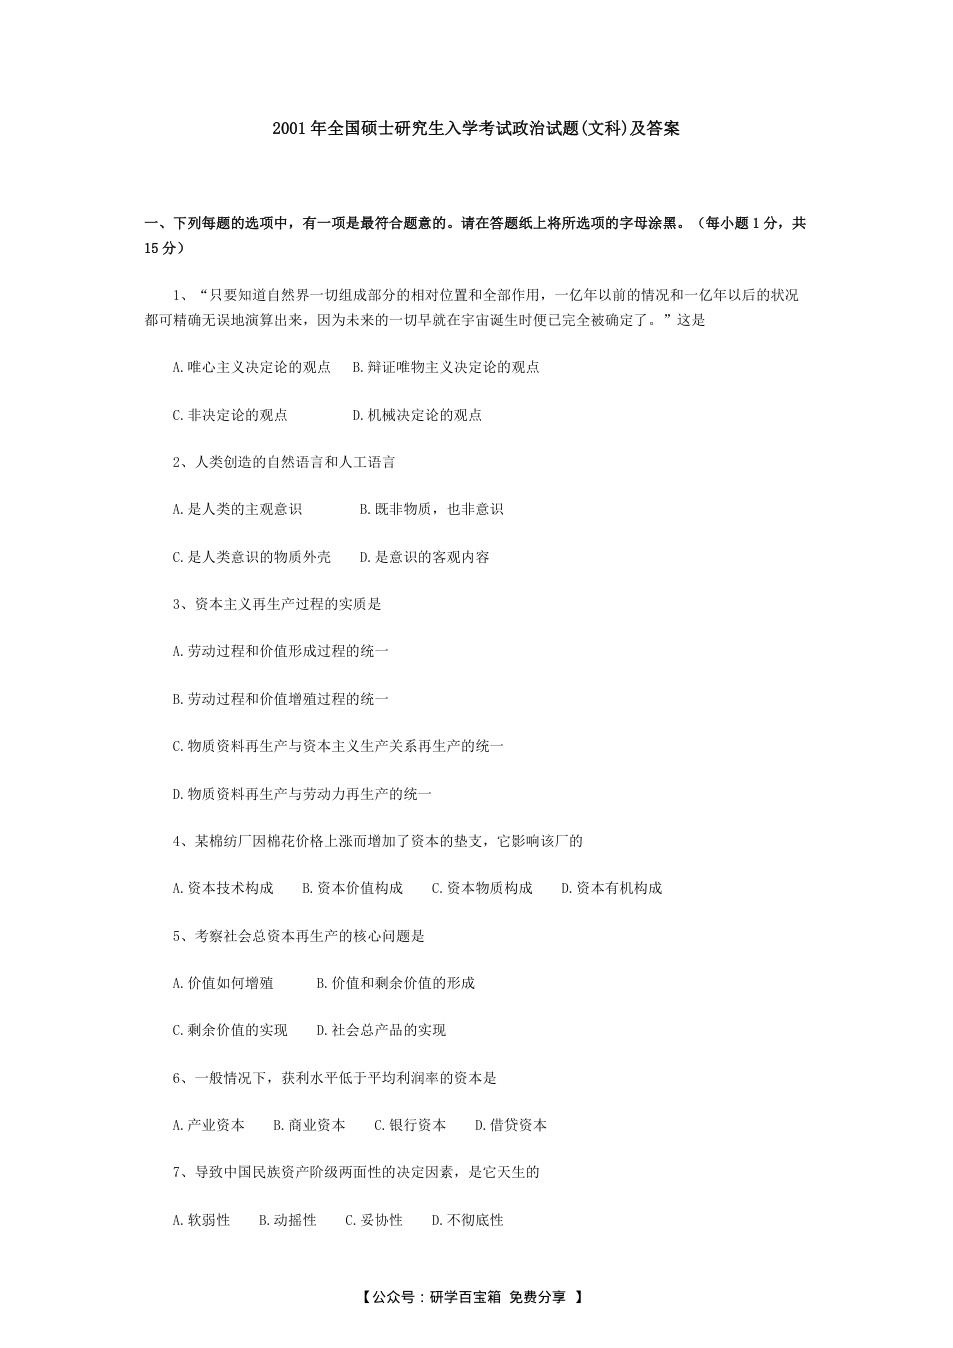 2001 年全国硕士研究生入学考试政治试题(文科)及答案
一、下列每题的选项中，有一项是最符合题意的。请在答题纸上将所选项的字母涂黑。（每小题 1 分，共
15 分）
1、“只要知道自然界一切组成部分的相对位置和全部作用，一亿年以前的情况和一亿年以后的状况
都可精确无误地演算出来，因为未来的一切早就在宇宙诞生时便已完全被确定了。”这是
A.唯心主义决定论的观点 B.辩证唯物主义决定论的观点
C.非决定论的观点 D.机械决定论的观点
2、人类创造的自然语言和人工语言
A.是人类的主观意识 B.既非物质，也非意识
C.是人类意识的物质外壳 D.是意识的客观内容
3、资本主义再生产过程的实质是
A.劳动过程和价值形成过程的统一
B.劳动过程和价值增殖过程的统一
C.物质资料再生产与资本主义生产关系再生产的统一
D.物质资料再生产与劳动力再生产的统一
4、某棉纺厂因棉花价格上涨而增加了资本的垫支，它影响该厂的
A.资本技术构成 B.资本价值构成 C.资本物质构成 D.资本有机构成
5、考察社会总资本再生产的核心问题是
A.价值如何增殖 B.价值和剩余价值的形成
C.剩余价值的实现 D.社会总产品的实现
6、一般情况下，获利水平低于平均利润率的资本是
A.产业资本 B.商业资本 C.银行资本 D.借贷资本
7、导致中国民族资产阶级两面性的决定因素，是它天生的
A.软弱性 B.动摇性 C.妥协性 D.不彻底性
【公众号：研学百宝箱 免费分享 】